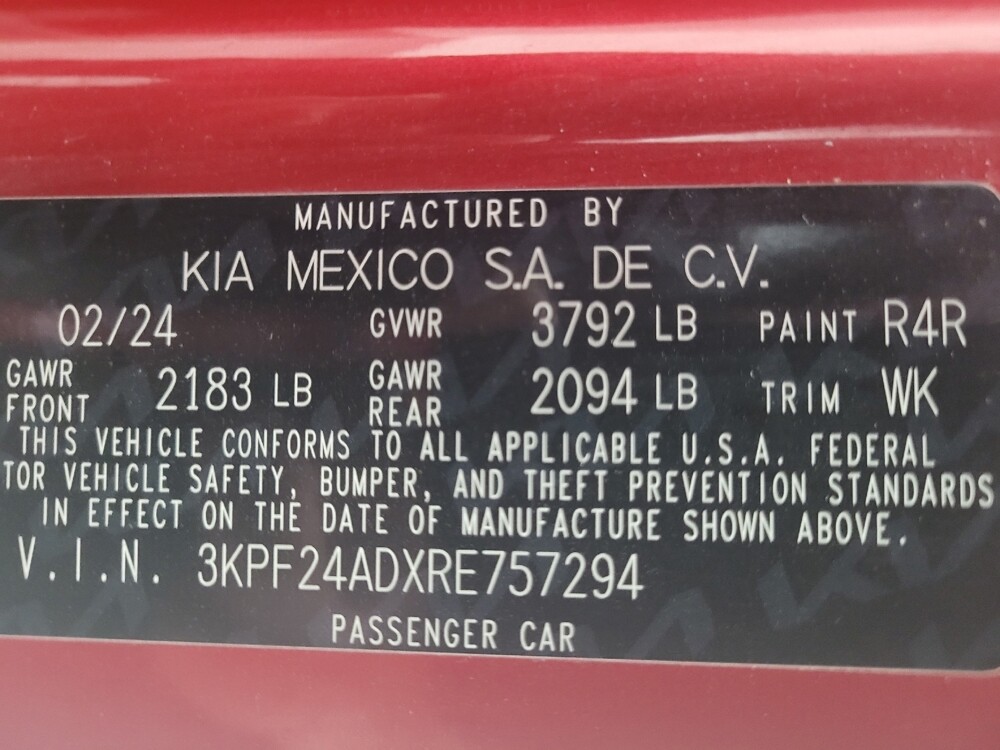 MANUFACTURED BY
KIA MEXICO S.A. DE C.V.
02/24 GVWR 3792 LB PAINT R4R
GAWR FRONT 2183 LB GAWR REAR 2094 LB TRIM WK
THIS VEHICLE CONFORMS TO ALL APPLICABLE U.S.A. FEDERAL
TOR VEHICLE SAFETY, BUMPER, AND THEFT PREVENTION STANDARDS
IN EFFECT ON THE DATE OF MANUFACTURE SHOWN ABOVE.
V.I.N. 3KPF24ADXRE757294
PASSENGER CAR